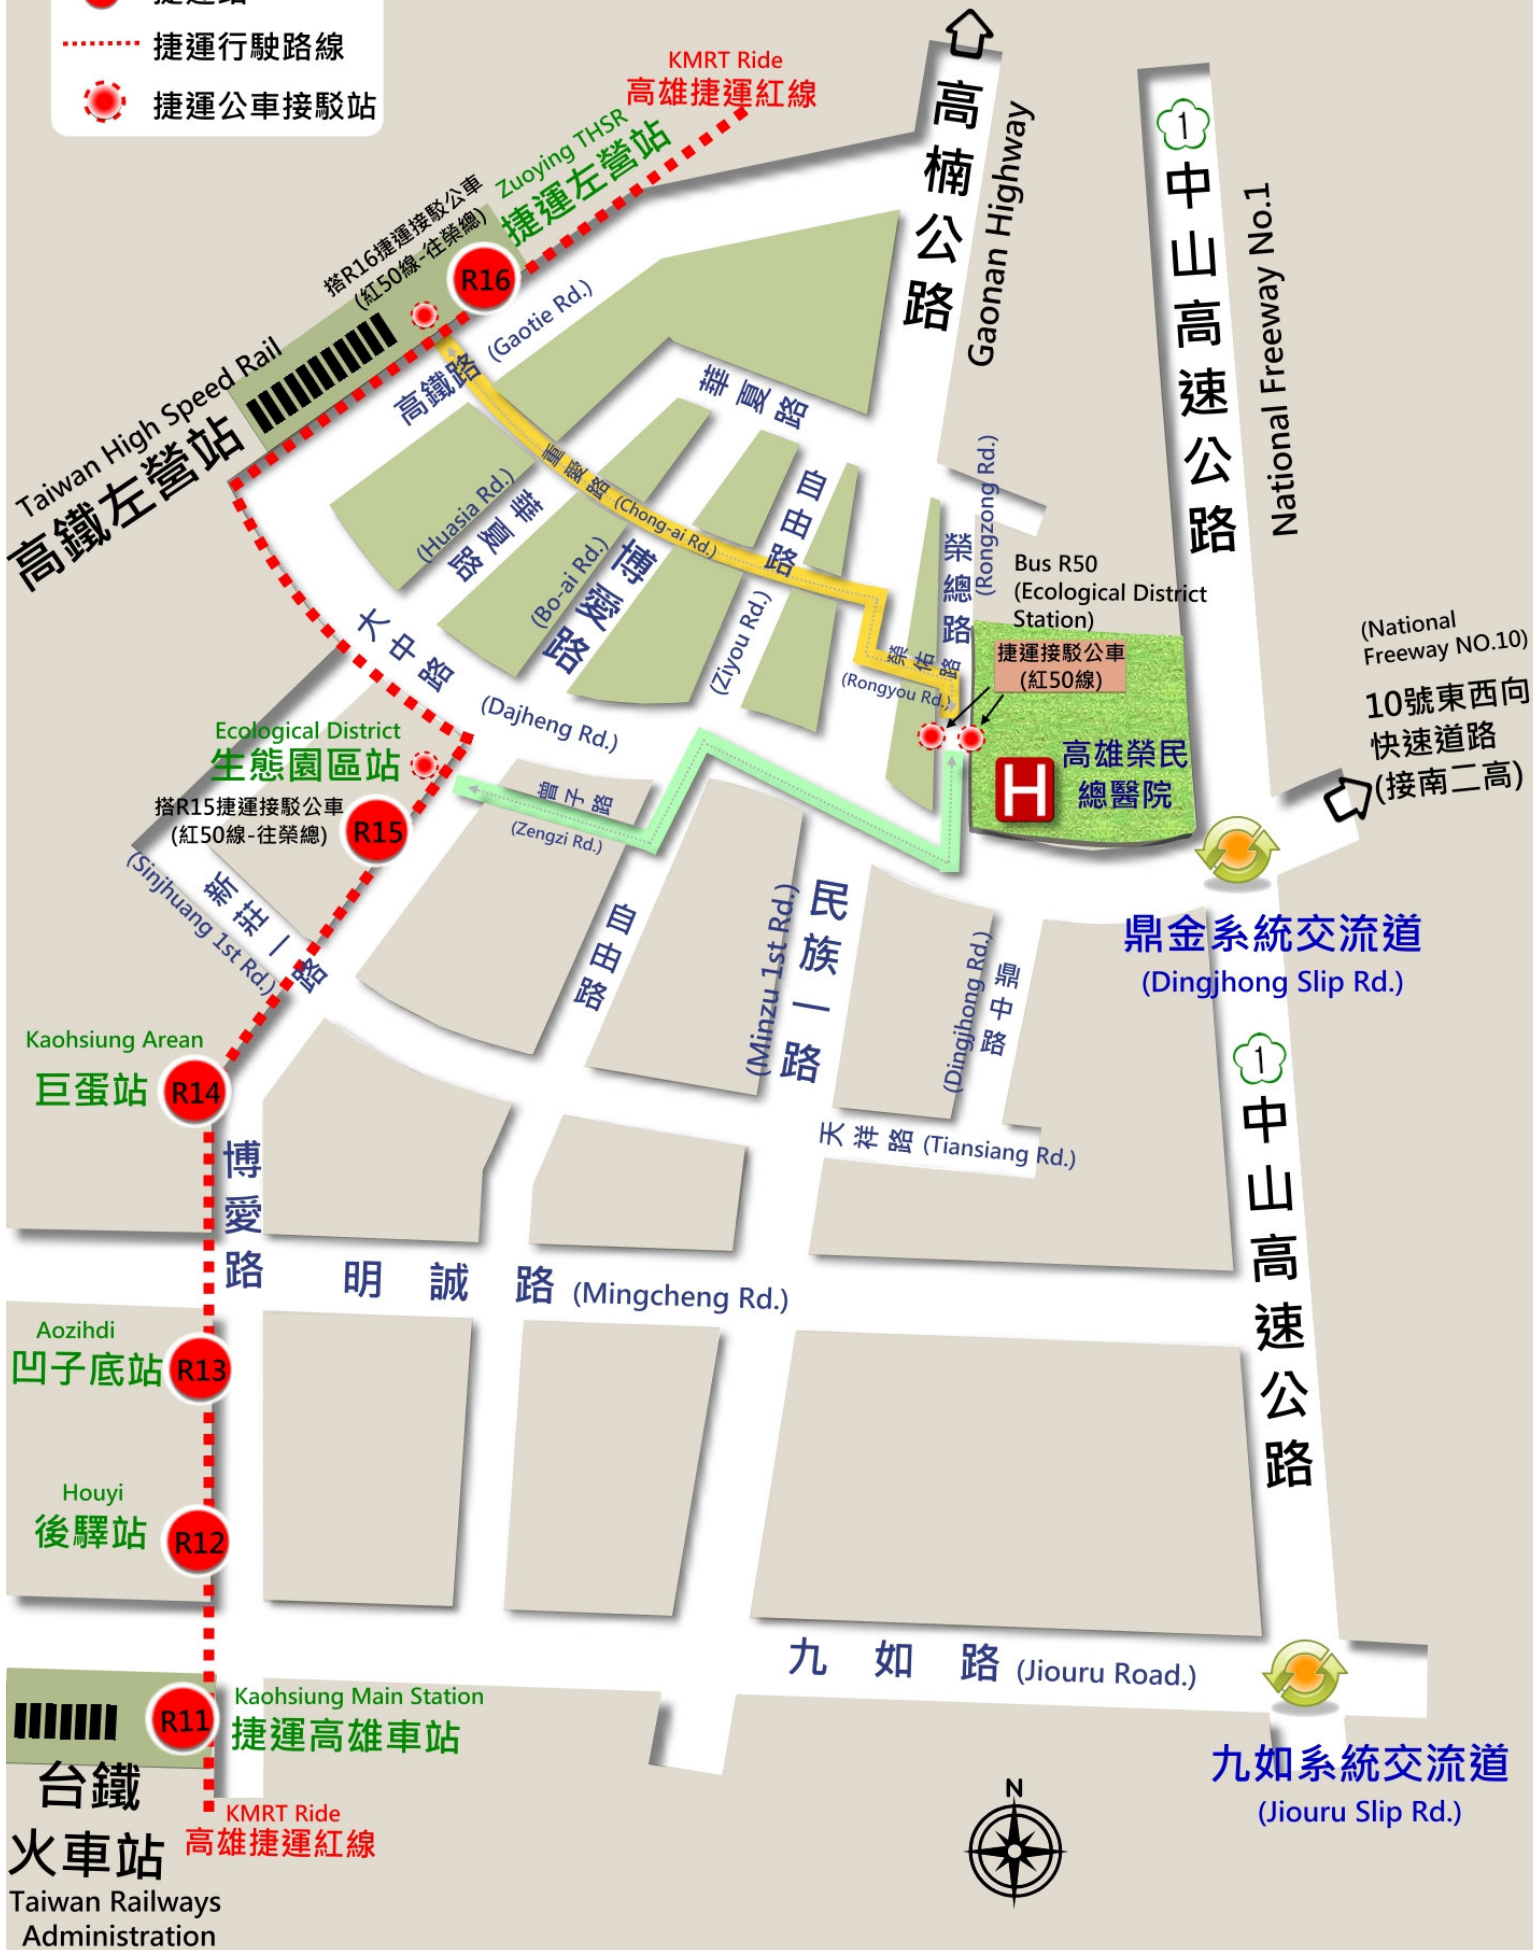 捷運站
捷運行駛路線
捷運公車接駁站
KMRT Ride
高雄捷運紅線
Zuoying THSR
捷運左營站
搭R16捷運接駁公車
(紅50線-往榮總)
R16
Taiwan High Speed Rail
高鐵左營站
高楠公路
Gaonan Highway
1
中山高速公路
National Freeway No.1
高鐵路 (Gaotie Rd.)
華夏路
重愛路 (Chong-ai Rd.)
(Huasia Rd.)
華夏路
(Bo-ai Rd.)
博愛路
自由路
(Ziyou Rd.)
榮總路
(Rongzong Rd.)
榮佑路
(Rongyou Rd.)
Bus R50
(Ecological District
Station)
捷運接駁公車
(紅50線)
H
高雄榮民
總醫院
(National
Freeway NO.10)
10號東西向
快速道路
(接南二高)
大中路
(Dajheng Rd.)
Ecological District
生態園區站
搭R15捷運接駁公車
(紅50線-往榮總)
R15
曾子路
(Zengzi Rd.)
(Sinjhuang 1st Rd.)
新莊一路
自由路
(Minzu 1st Rd.)
民族一路
(Dingjhong Rd.)
鼎中路
鼎金系統交流道
(Dingjhong Slip Rd.)
1
中山高速公路
Kaohsiung Arean
巨蛋站
R14
天祥路 (Tiansiang Rd.)
博愛路
明誠路 (Mingcheng Rd.)
Aozihdi
凹子底站
R13
Houyi
後驛站
R12
九如路 (Jiouru Road.)
R11
Kaohsiung Main Station
捷運高雄車站
台鐵
火車站
Taiwan Railways
Administration
KMRT Ride
高雄捷運紅線
N
九如系統交流道
(Jiouru Slip Rd.)